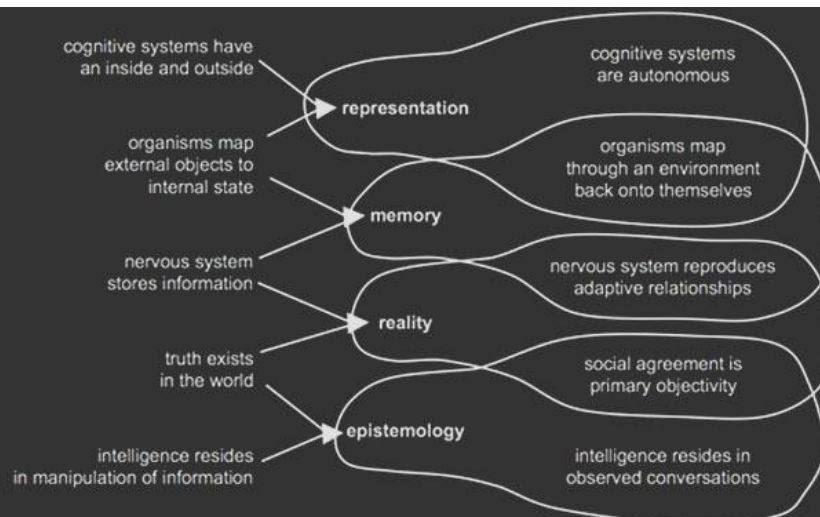 cognitive systems have
an inside and outside
organisms map
external objects to
internal state
nervous system
stores information
truth exists
in the world
intelligence resides
in manipulation of information
representation
memory
reality
epistemology
cognitive systems
are autonomous
organisms map
through an environment
back onto themselves
nervous system reproduces
adaptive relationships
social agreement is
primary objectivity
intelligence resides in
observed conversations